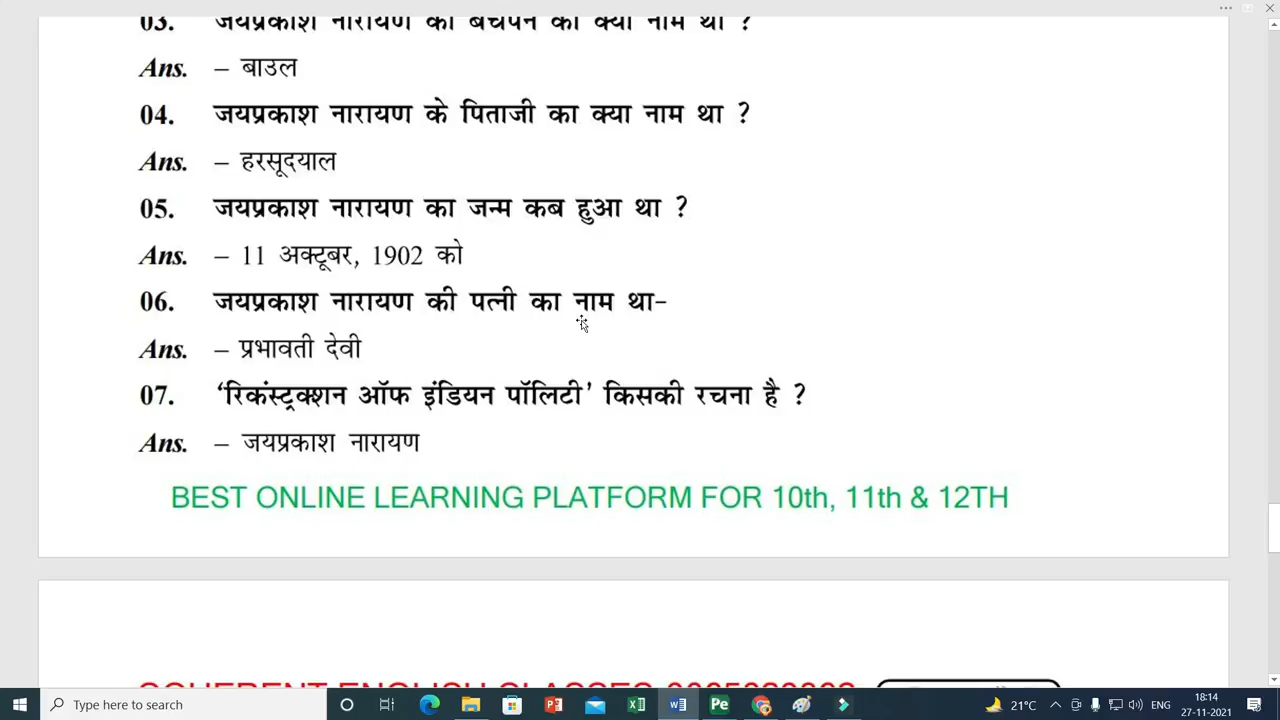 03. जयप्रकाश नारायण का बचपन का क्या नाम था ?
Ans. – बाउल
04. जयप्रकाश नारायण के पिताजी का क्या नाम था ?
Ans. – हरसूदयाल
05. जयप्रकाश नारायण का जन्म कब हुआ था ?
Ans. – 11 अक्टूबर, 1902 को
06. जयप्रकाश नारायण की पत्नी का नाम था-
Ans. – प्रभावती देवी
07. ‘रिकंस्ट्रक्शन ऑफ इंडियन पॉलिटी’ किसकी रचना है ?
Ans. – जयप्रकाश नारायण
BEST ONLINE LEARNING PLATFORM FOR 10th, 11th & 12TH
COHERENT ENGLISH CLASSES
Type here to search
21°C
ENG
18:14
27-11-2021